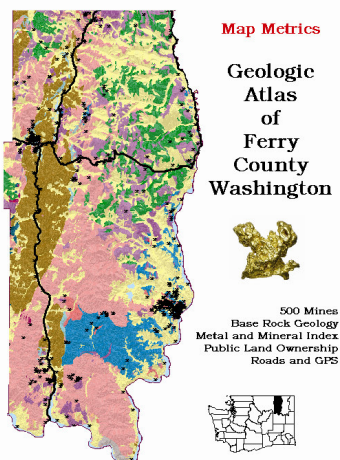 Map Metrics
Geologic
Atlas
of
Ferry
County
Washington
500 Mines
Base Rock Geology
Metal and Mineral Index
Public Land Ownership
Roads and GPS